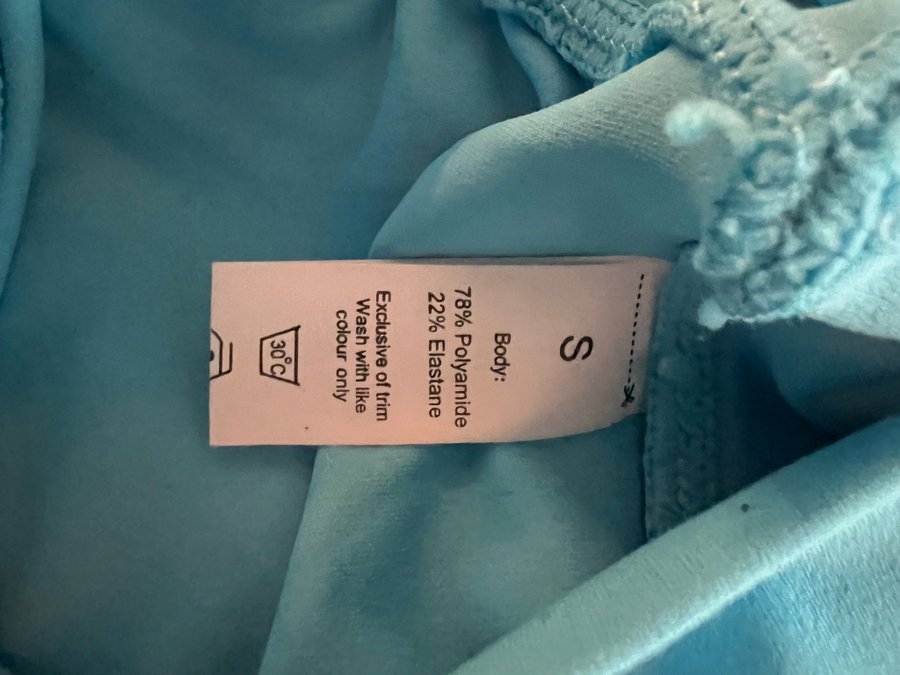 S
Body:
78% Polyamide
22% Elastane
Exclusive of trim
Wash with like
colour only
30°C